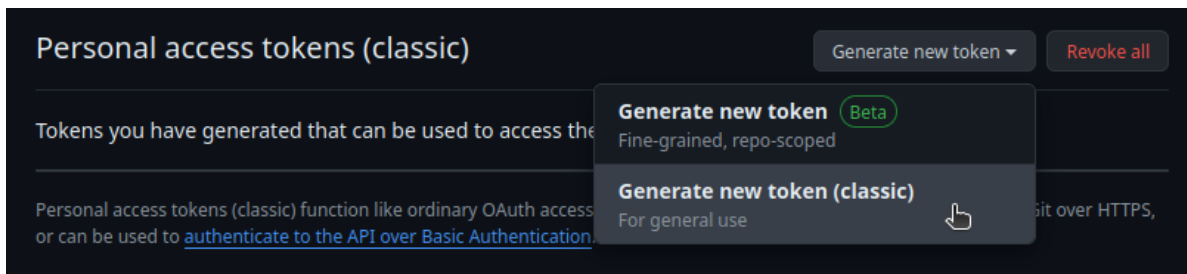 Personal access tokens (classic)
Generate new token
Revoke all
Generate new token Beta
Fine-grained, repo-scoped
Generate new token (classic)
For general use
Tokens you have generated that can be used to access the
Personal access tokens (classic) function like ordinary OAuth access Git over HTTPS,
or can be used to authenticate to the API over Basic Authentication.